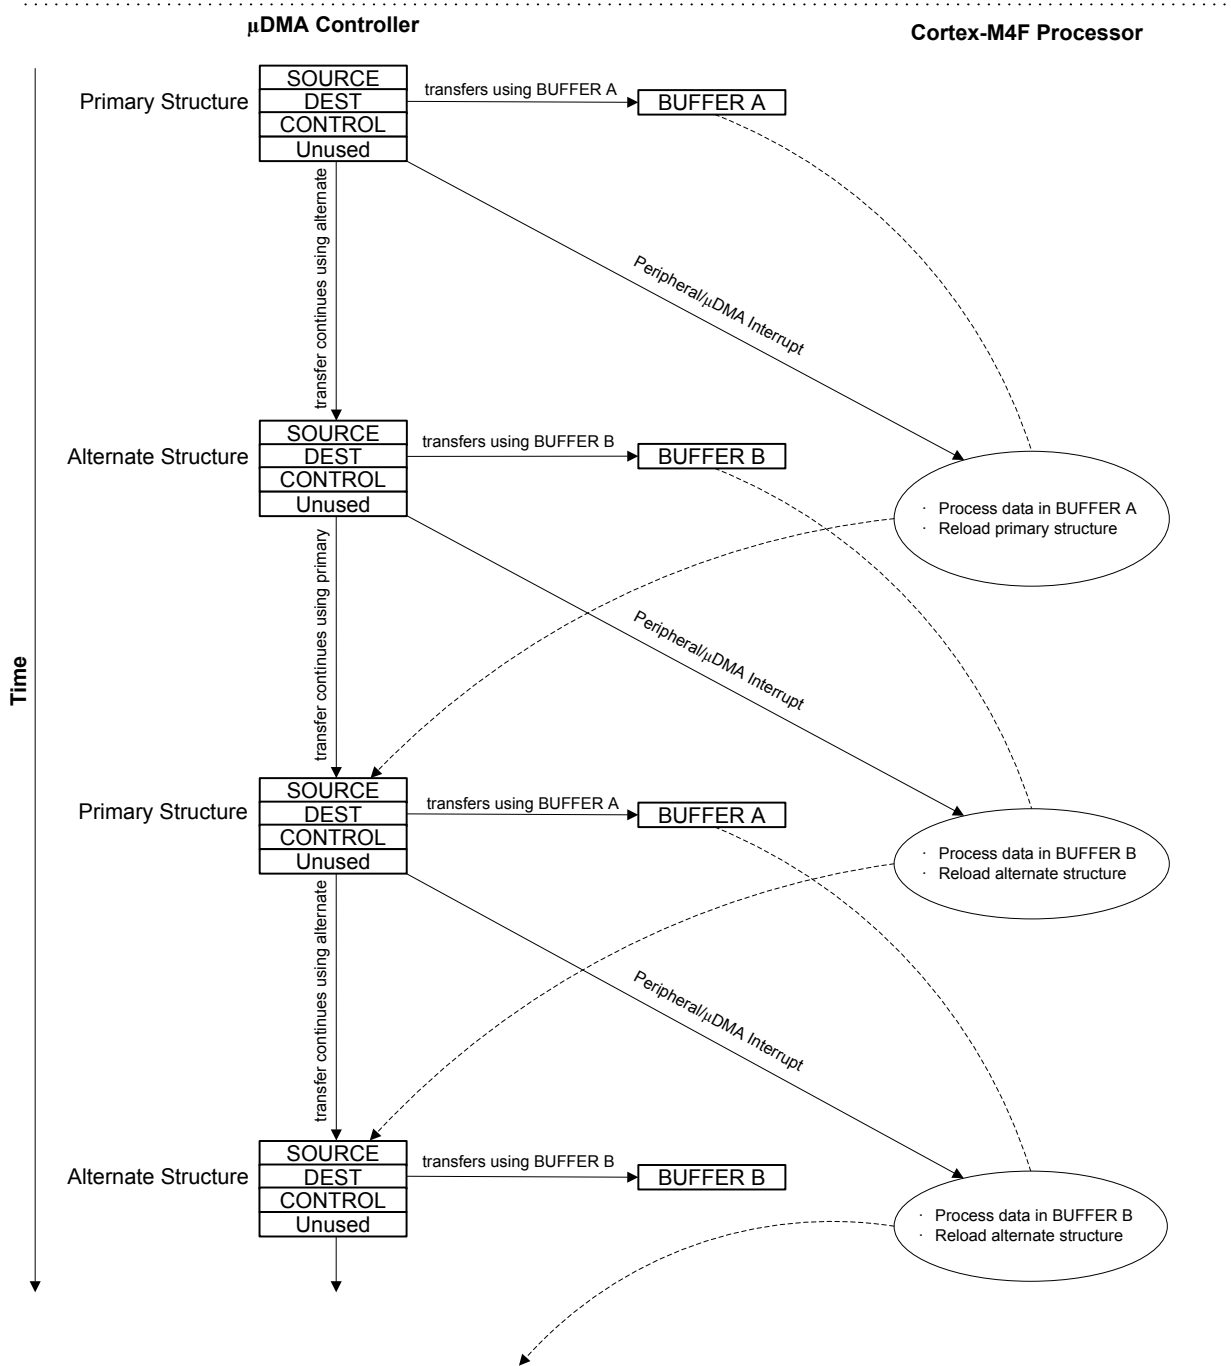 μDMA Controller
Cortex-M4F Processor
SOURCE
transfers using BUFFER A
Primary Structure
DEST
BUFFER A
CONTROL
Unused
transfer continues using alternate
Peripheral/μDMA Interrupt
SOURCE
transfers using BUFFER B
Alternate Structure
DEST
BUFFER B
CONTROL
Unused
· Process data in BUFFER A
· Reload primary structure
transfer continues using primary
Peripheral/μDMA Interrupt
Time
SOURCE
transfers using BUFFER A
Primary Structure
DEST
BUFFER A
CONTROL
Unused
· Process data in BUFFER B
· Reload alternate structure
transfer continues using alternate
Peripheral/μDMA Interrupt
SOURCE
transfers using BUFFER B
Alternate Structure
DEST
BUFFER B
CONTROL
Unused
· Process data in BUFFER B
· Reload alternate structure